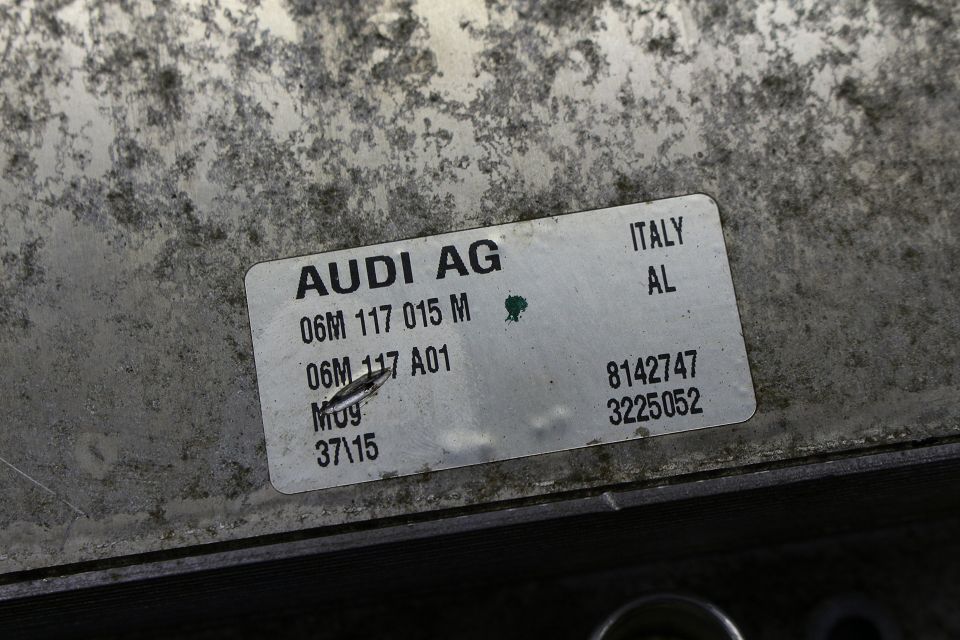 AUDI AG
ITALY
06M 117 015 M
AL
06M 117 A01
8142747
M09
3225052
37\15